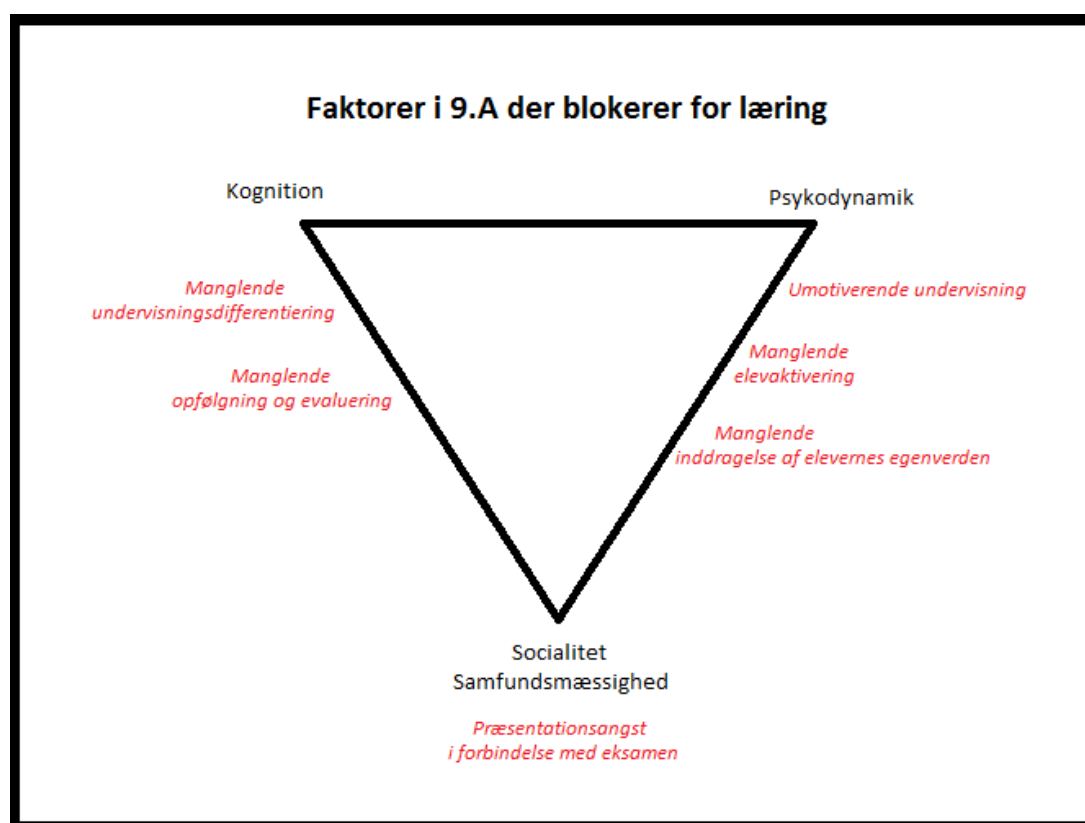 Faktorer i 9.A der blokerer for læring
Kognition
Psykodynamik
Manglende
undervisningsdifferentiering
Manglende
opfølgning og evaluering
Umotiverende undervisning
Manglende
elevaktivering
Manglende
inddragelse af elevernes egenverden
Socialitet
Samfundsmæssighed
Præsentationsangst
i forbindelse med eksamen